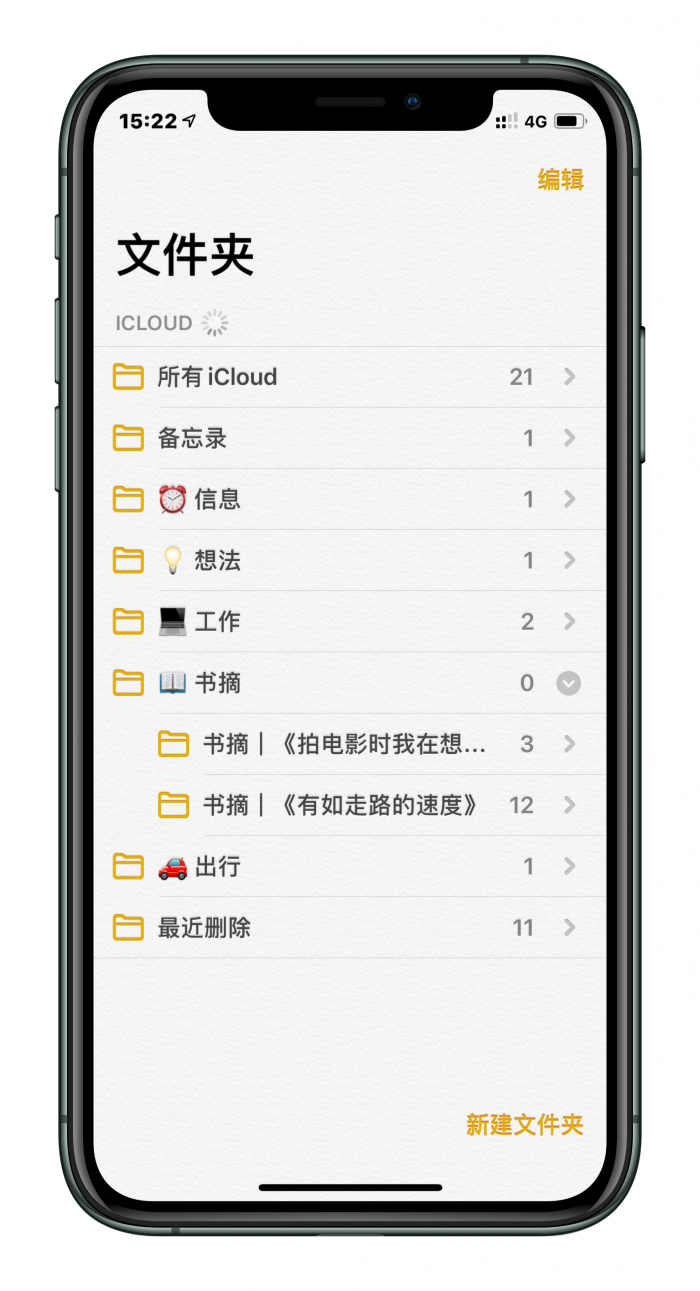 15:22 4G
编辑
文件夹
ICLOUD
所有 iCloud 21
备忘录 1
⏰ 信息 1
💡 想法 1
💻 工作 2
📖 书摘 0
书摘｜《拍电影时我在想... 3
书摘｜《有如走路的速度》 12
🚗 出行 1
最近删除 11
新建文件夹